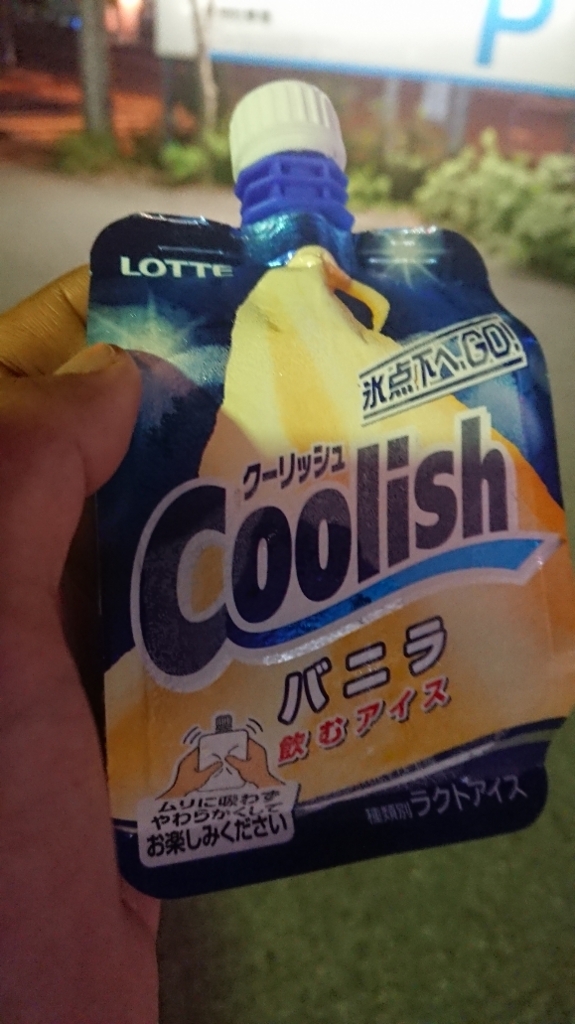 P
LOTTE
氷点下へ、GO!
クーリッシュ
Coolish
バニラ
飲むアイス
ムリに吸わず
やわらかくして
お楽しみください
種類別 ラクトアイス